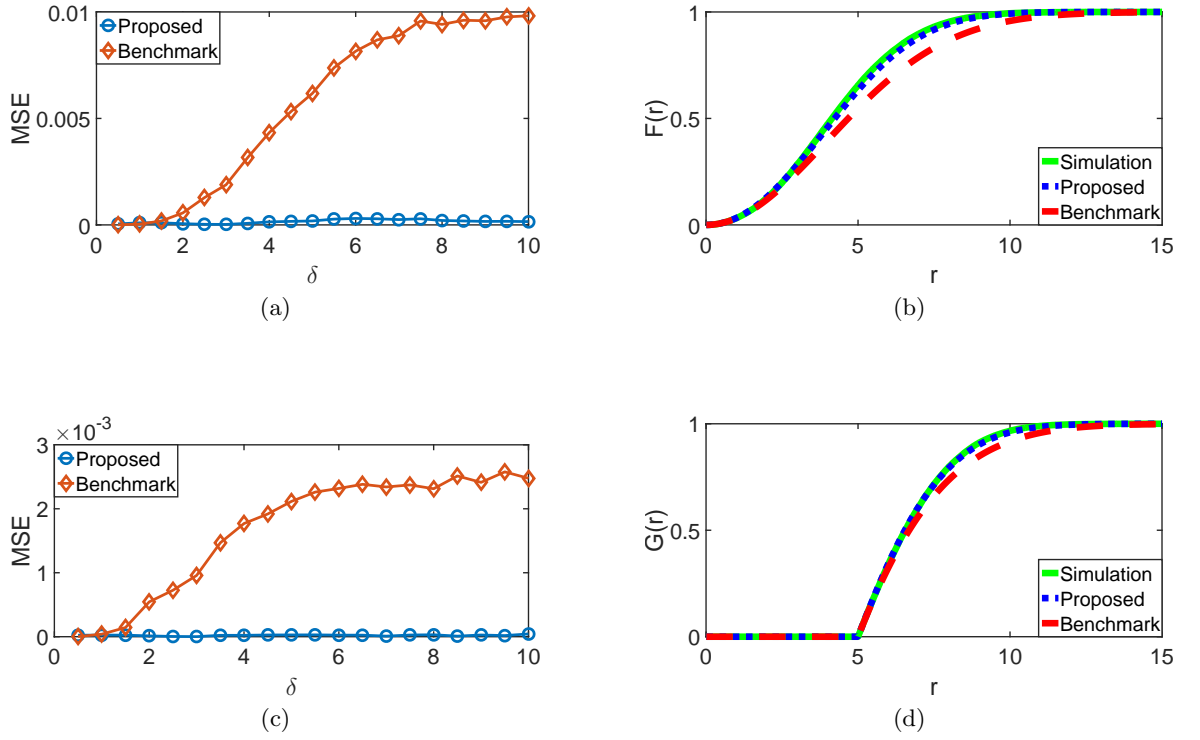 Proposed
Benchmark
MSE
0.01
0.005
0
0 2 4 6 8 10
δ
(a)
F(r)
1
0.5
0
Simulation
Proposed
Benchmark
0 5 10 15
r
(b)
×10⁻³
Proposed
Benchmark
MSE
3
2
1
0
0 2 4 6 8 10
δ
(c)
G(r)
1
0.5
0
Simulation
Proposed
Benchmark
0 5 10 15
r
(d)